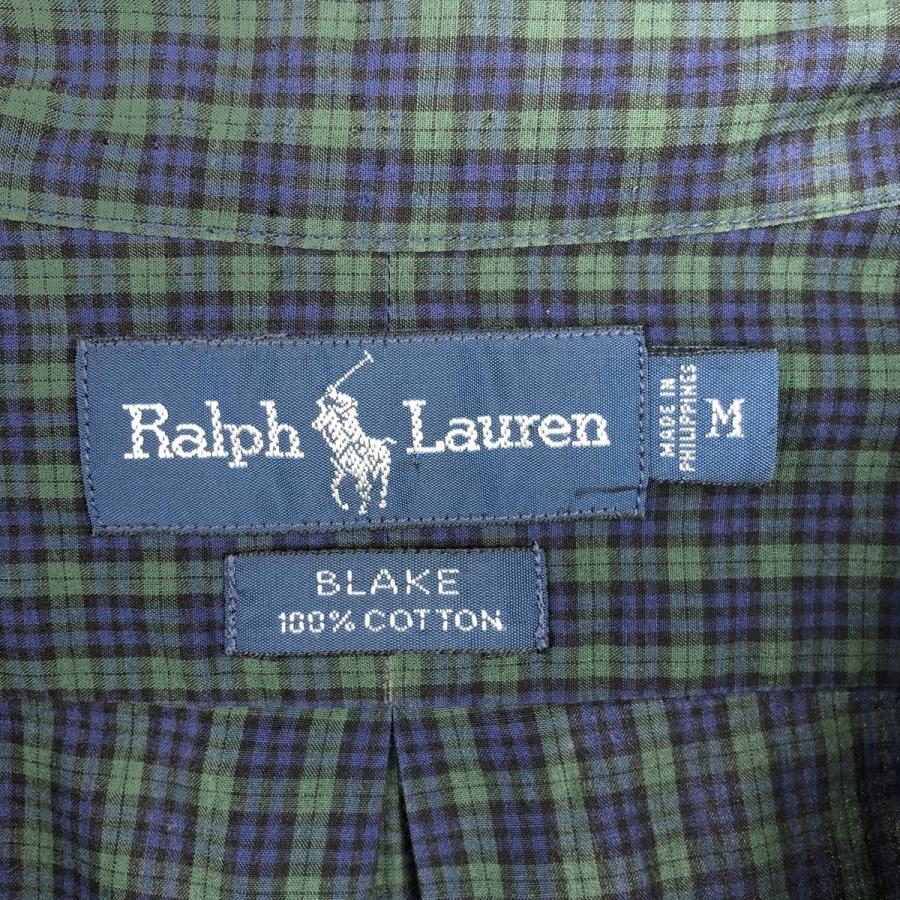 Ralph Lauren
MADE IN
PHILIPPINES
M
BLAKE
100% COTTON